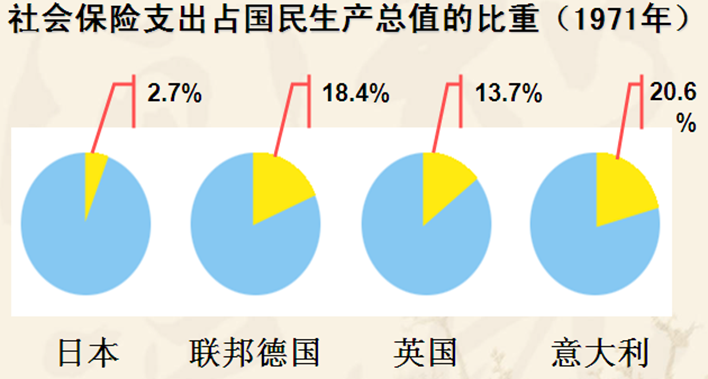 社会保险支出占国民生产总值的比重（1971年）
2.7%
18.4%
13.7%
20.6
%
日本
联邦德国
英国
意大利